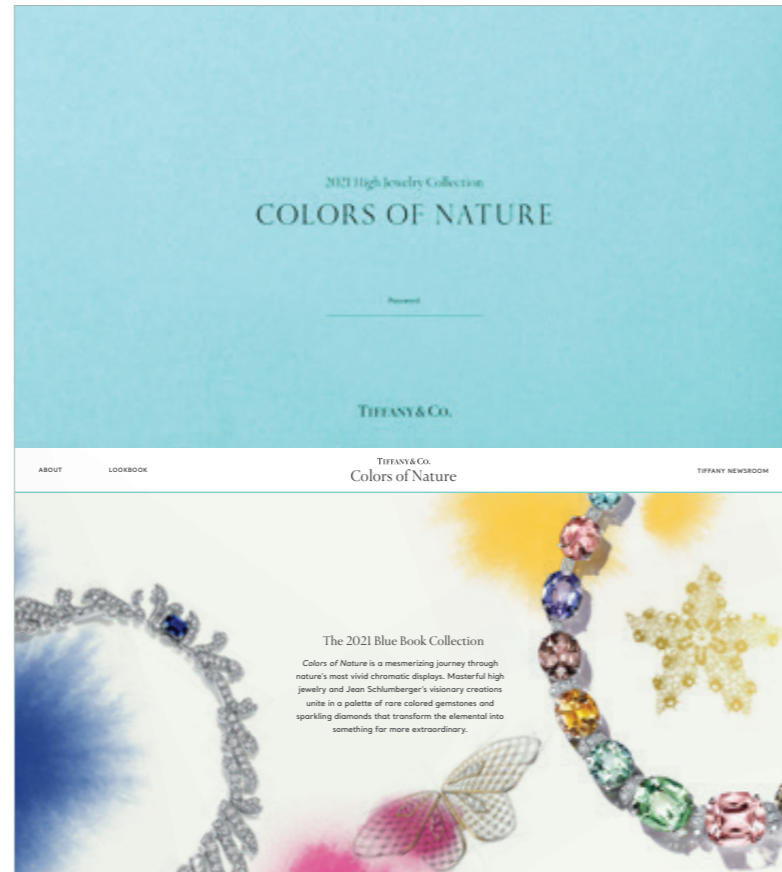 2021 High Jewelry Collection
COLORS OF NATURE
Password
TIFFANY & CO.
ABOUT
LOOKBOOK
TIFFANY & CO.
Colors of Nature
TIFFANY NEWSROOM
The 2021 Blue Book Collection
Colors of Nature is a mesmerizing journey through
nature's most vivid chromatic displays. Masterful high
jewelry and Jean Schlumberger's visionary creations
unite in a palette of rare colored gemstones and
sparkling diamonds that transform the elemental into
something far more extraordinary.